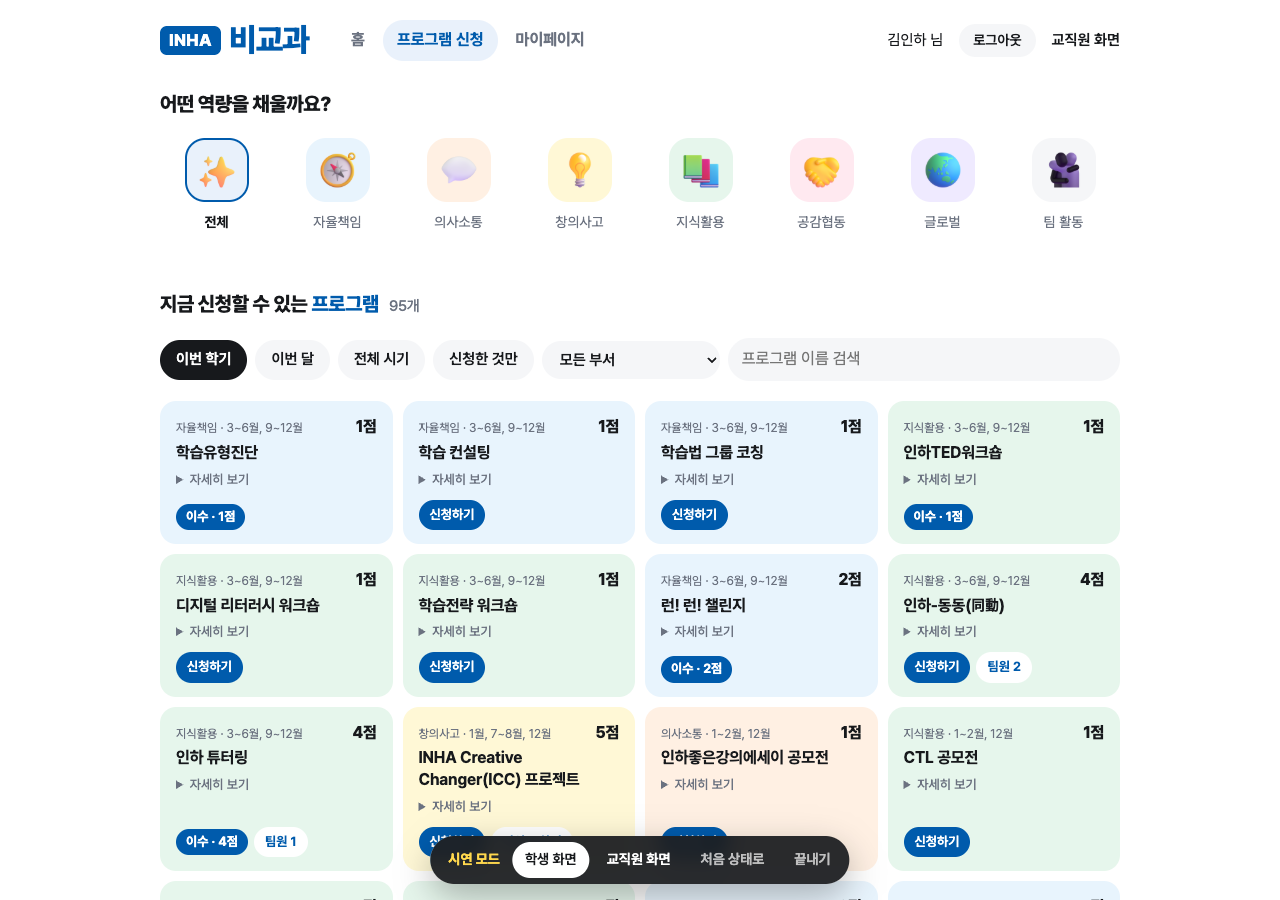 INHA 비교과 홈 프로그램 신청 마이페이지 김인하 님 로그아웃 교직원 화면
어떤 역량을 채울까요?
전체 자율책임 의사소통 창의사고 지식활용 공감협동 글로벌 팀 활동
지금 신청할 수 있는 프로그램 95개
이번 학기 이번 달 전체 시기 신청한 것만 모든 부서 프로그램 이름 검색
자율책임 · 3~6월, 9~12월 1점
학습유형진단
▶ 자세히 보기
이수 · 1점
자율책임 · 3~6월, 9~12월 1점
학습 컨설팅
▶ 자세히 보기
신청하기
자율책임 · 3~6월, 9~12월 1점
학습법 그룹 코칭
▶ 자세히 보기
신청하기
지식활용 · 3~6월, 9~12월 1점
인하TED워크숍
▶ 자세히 보기
이수 · 1점
지식활용 · 3~6월, 9~12월 1점
디지털 리터러시 워크숍
▶ 자세히 보기
신청하기
지식활용 · 3~6월, 9~12월 1점
학습전략 워크숍
▶ 자세히 보기
신청하기
자율책임 · 3~6월, 9~12월 2점
런! 런! 챌린지
▶ 자세히 보기
이수 · 2점
지식활용 · 3~6월, 9~12월 4점
인하-동동(同動)
▶ 자세히 보기
신청하기 팀원 2
지식활용 · 3~6월, 9~12월 4점
인하 튜터링
▶ 자세히 보기
이수 · 4점 팀원 1
창의사고 · 1월, 7~8월, 12월 5점
INHA Creative
Changer(ICC) 프로젝트
▶ 자세히 보기
의사소통 · 1~2월, 12월 1점
인하좋은강의에세이 공모전
▶ 자세히 보기
지식활용 · 1~2월, 12월 1점
CTL 공모전
▶ 자세히 보기
신청하기
시연 모드 학생 화면 교직원 화면 처음 상태로 끝내기